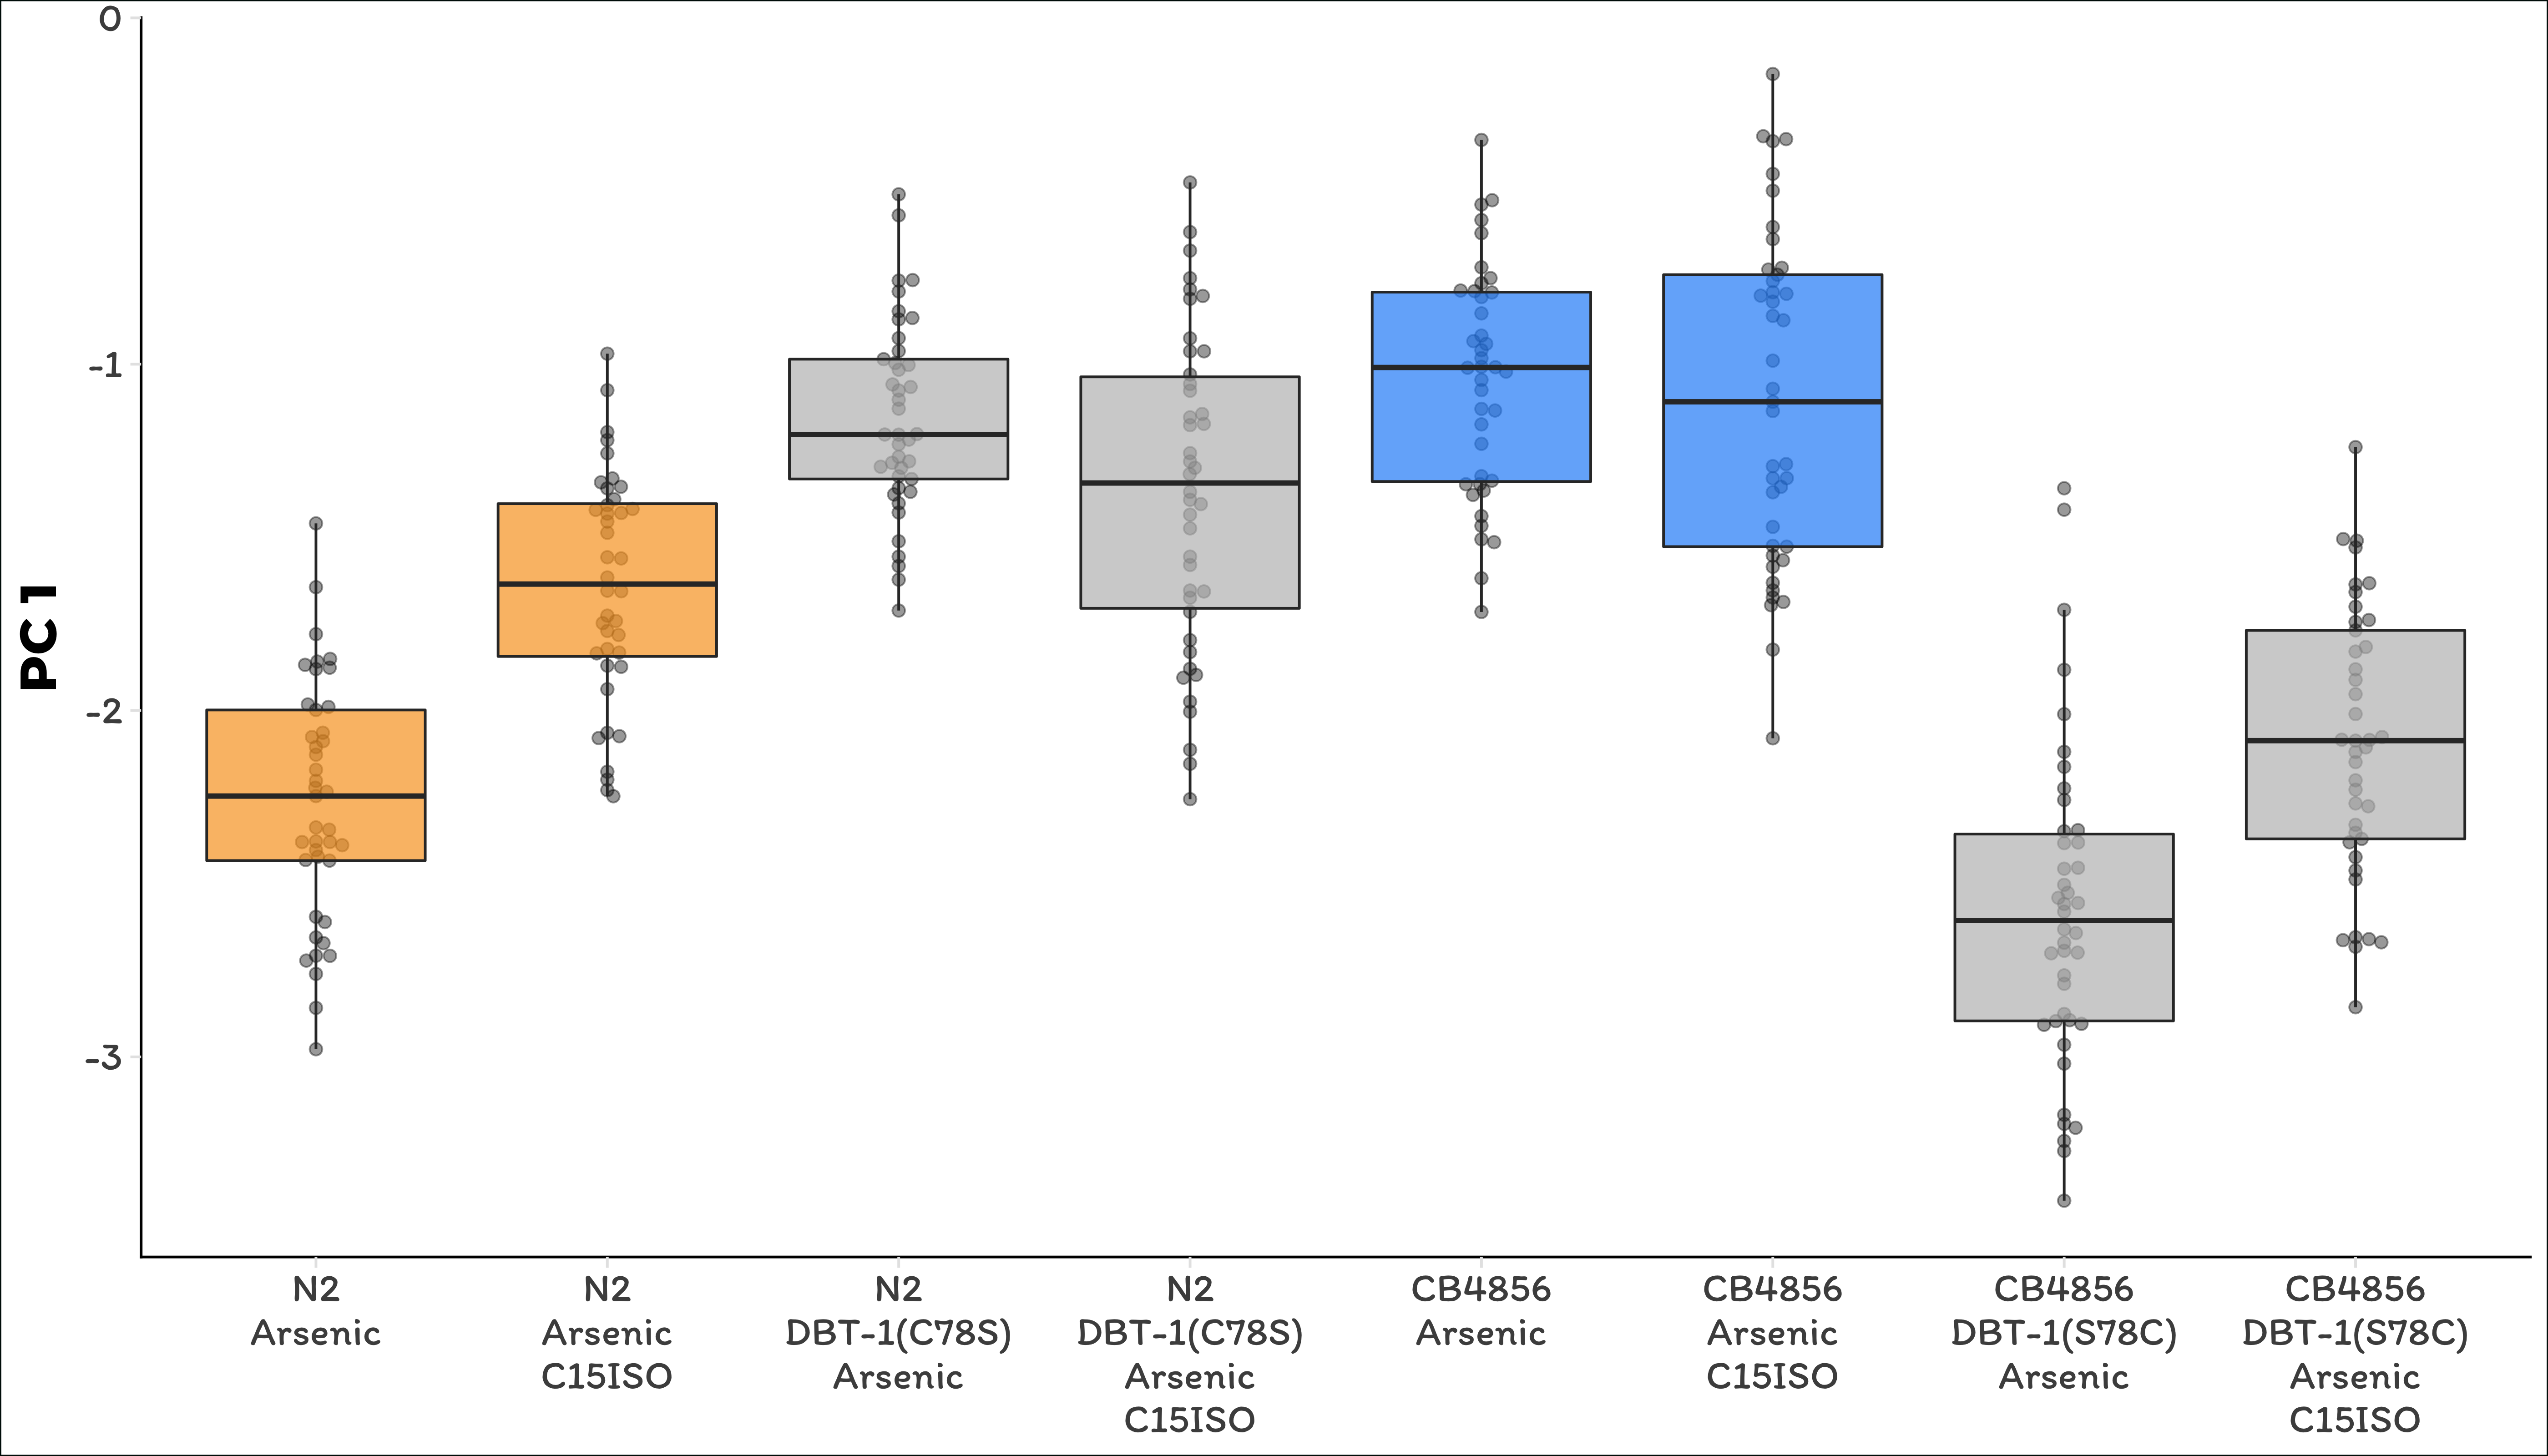 0
-1
-2
-3
PC 1
N2
Arsenic
N2
Arsenic
C15ISO
N2
DBT-1(C78S)
Arsenic
N2
DBT-1(C78S)
Arsenic
C15ISO
CB4856
Arsenic
CB4856
Arsenic
C15ISO
CB4856
DBT-1(S78C)
Arsenic
CB4856
DBT-1(S78C)
Arsenic
C15ISO